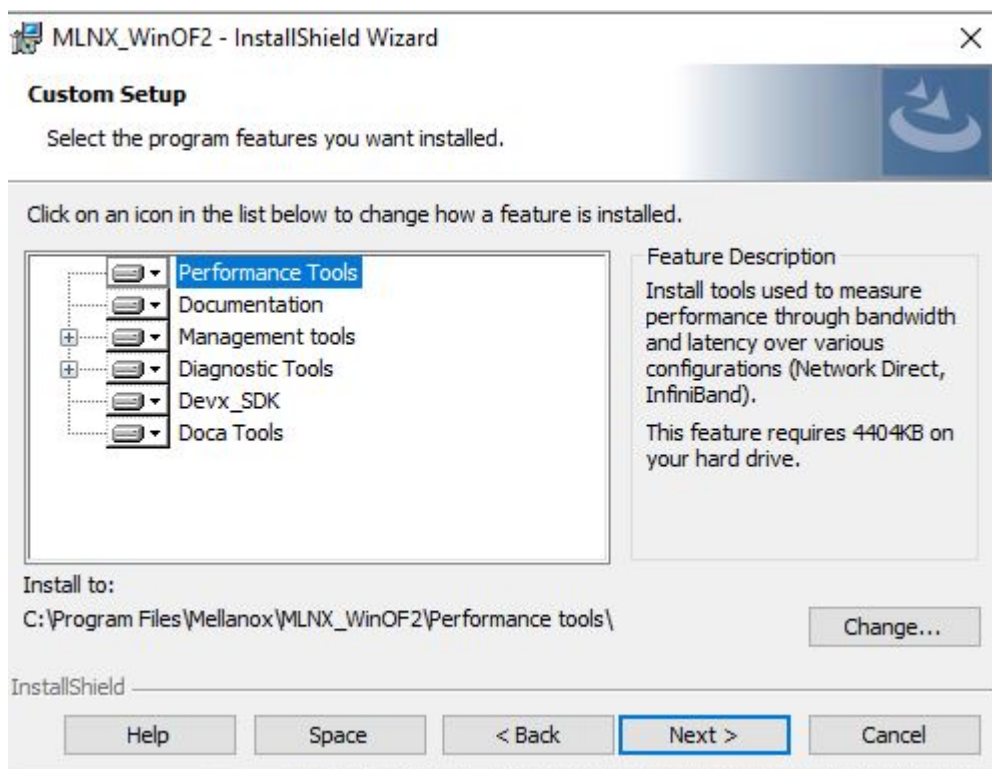 MLNX_WinOF2 - InstallShield Wizard
Custom Setup
Select the program features you want installed.
Click on an icon in the list below to change how a feature is installed.
Performance Tools
Documentation
Management tools
Diagnostic Tools
Devx_SDK
Doca Tools
Feature Description
Install tools used to measure
performance through bandwidth
and latency over various
configurations (Network Direct,
InfiniBand).
This feature requires 4404KB on
your hard drive.
Install to:
C:\Program Files\Mellanox\MLNX_WinOF2\Performance tools\
Change...
InstallShield
Help
Space
< Back
Next >
Cancel